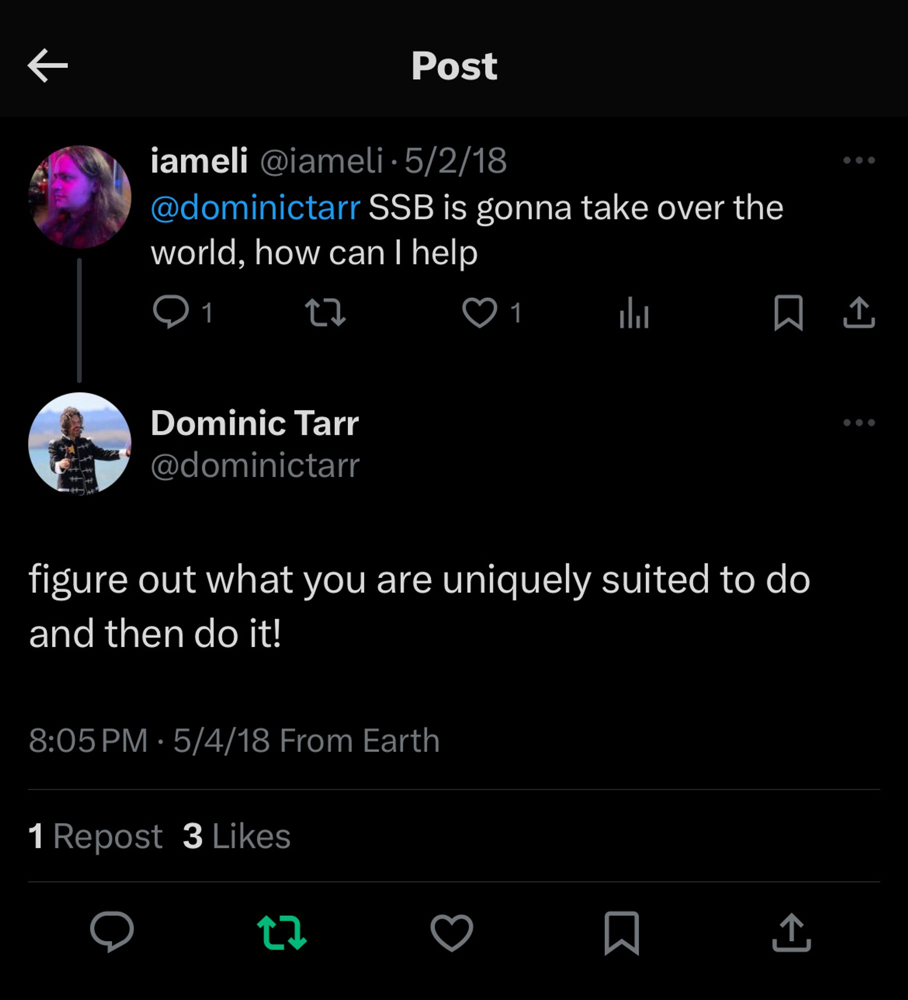 Post
iameli @iameli · 5/2/18
@dominictarr SSB is gonna take over the
world, how can I help
1 1
Dominic Tarr
@dominictarr
figure out what you are uniquely suited to do
and then do it!
8:05 PM · 5/4/18 From Earth
1 Repost 3 Likes